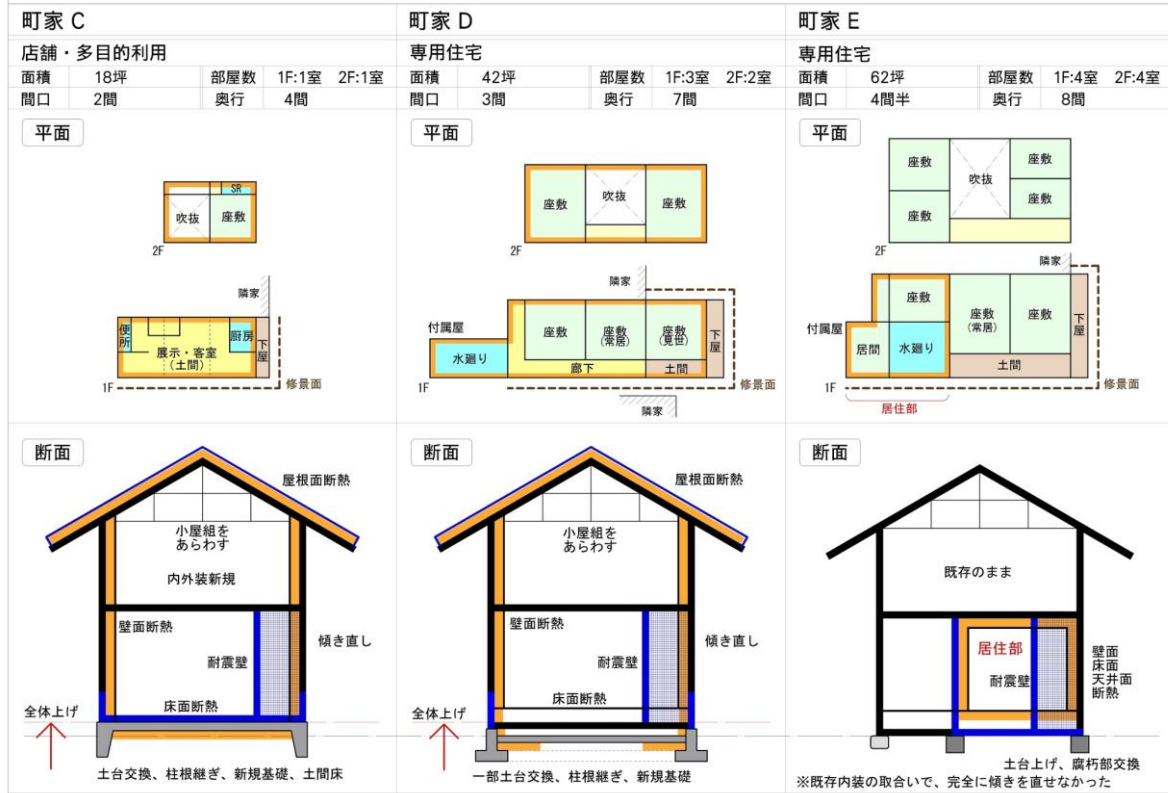 町家 C
店舗・多目的利用
面積 18坪 部屋数 1F:1室 2F:1室
間口 2間 奥行 4間
平面
SR
吹抜
座敷
2F
隣家
便所
厨房
下屋
展示・客室
(土間)
1F
修景面
断面
屋根面断熱
小屋組を
あらわす
内外装新規
壁面断熱
傾き直し
耐震壁
床面断熱
全体上げ
土台交換、柱根継ぎ、新規基礎、土間床
町家 D
専用住宅
面積 42坪 部屋数 1F:3室 2F:2室
間口 3間 奥行 7間
平面
座敷
吹抜
座敷
2F
隣家
付属屋
座敷
座敷
(常居)
座敷
(見世)
下屋
水廻り
廊下
土間
1F
修景面
隣家
断面
屋根面断熱
小屋組を
あらわす
壁面断熱
傾き直し
耐震壁
床面断熱
全体上げ
一部土台交換、柱根継ぎ、新規基礎
町家 E
専用住宅
面積 62坪 部屋数 1F:4室 2F:4室
間口 4間半 奥行 8間
平面
座敷
座敷
吹抜
座敷
座敷
2F
隣家
座敷
座敷
(常居)
座敷
下屋
付属屋
居間
水廻り
土間
1F
修景面
居住部
断面
既存のまま
居住部
耐震壁
壁面
床面
天井面
断熱
土台上げ、腐朽部交換
※既存内装の取合いで、完全に傾きを直せなかった